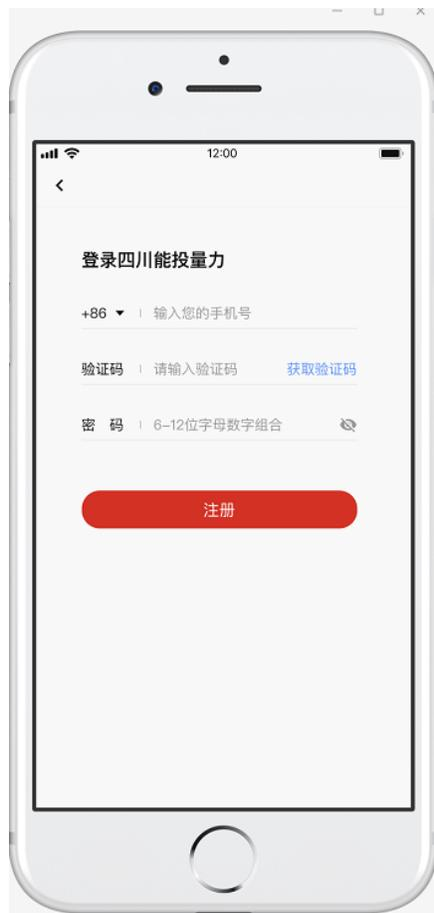 12:00
登录四川能投量力
+86 输入您的手机号
验证码 请输入验证码 获取验证码
密 码 6-12位字母数字组合
注册